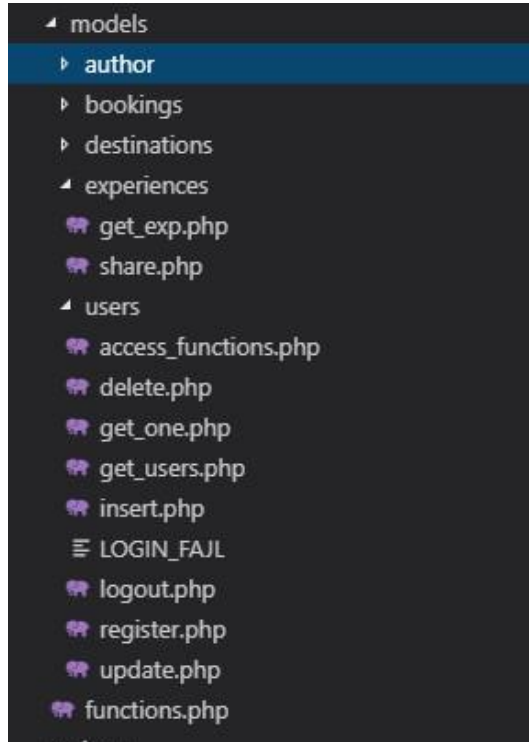 models
author
bookings
destinations
experiences
get_exp.php
share.php
users
access_functions.php
delete.php
get_one.php
get_users.php
insert.php
LOGIN_FAJL
logout.php
register.php
update.php
functions.php